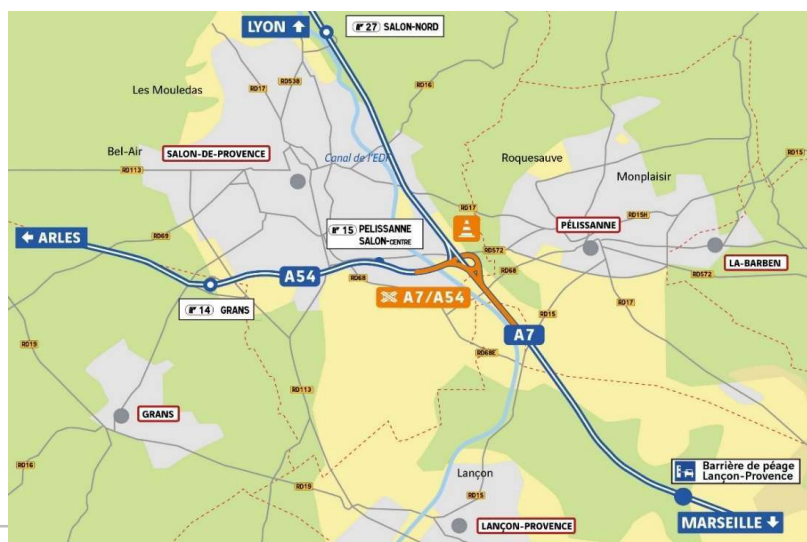 LYON ↑
27 SALON-NORD
RD538
RD17
RD16
Les Mouledas
Bel-Air
SALON-DE-PROVENCE
Canal de l'EDF
RD113
Roquesauve
Monplaisir
RD15
RD17
RD15H
PÉLISSANNE
15 PELISSANNE
SALON-CENTRE
← ARLES
RD69
RD572
RD68
LA-BARBEN
RD572
A54
RD68
A7/A54
14 GRANS
RD15
RD17
A7
RD19
RD68E
RD113
GRANS
RD16
RD19
Lançon
RD15
Barrière de péage
Lançon-Provence
LANÇON-PROVENCE
MARSEILLE ↓